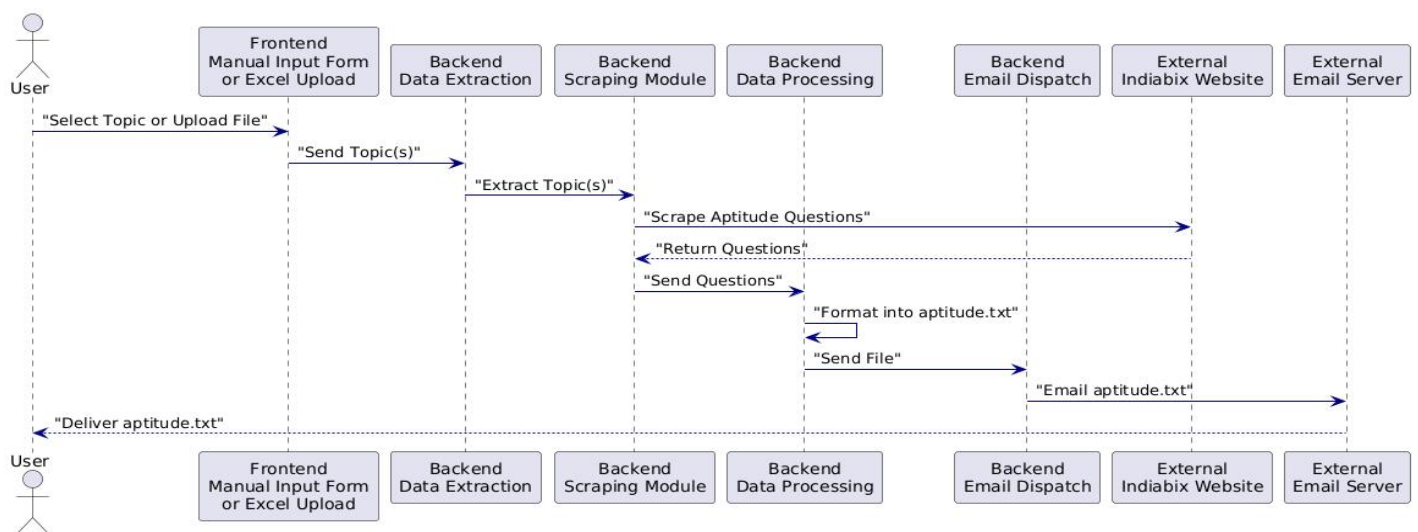 User
Frontend
Manual Input Form
or Excel Upload
Backend
Data Extraction
Backend
Scraping Module
Backend
Data Processing
Backend
Email Dispatch
External
Indiabix Website
External
Email Server
"Select Topic or Upload File"
"Send Topic(s)"
"Extract Topic(s)"
"Scrape Aptitude Questions"
"Return Questions"
"Send Questions"
"Format into aptitude.txt"
"Send File"
"Email aptitude.txt"
"Deliver aptitude.txt"
User
Frontend
Manual Input Form
or Excel Upload
Backend
Data Extraction
Backend
Scraping Module
Backend
Data Processing
Backend
Email Dispatch
External
Indiabix Website
External
Email Server